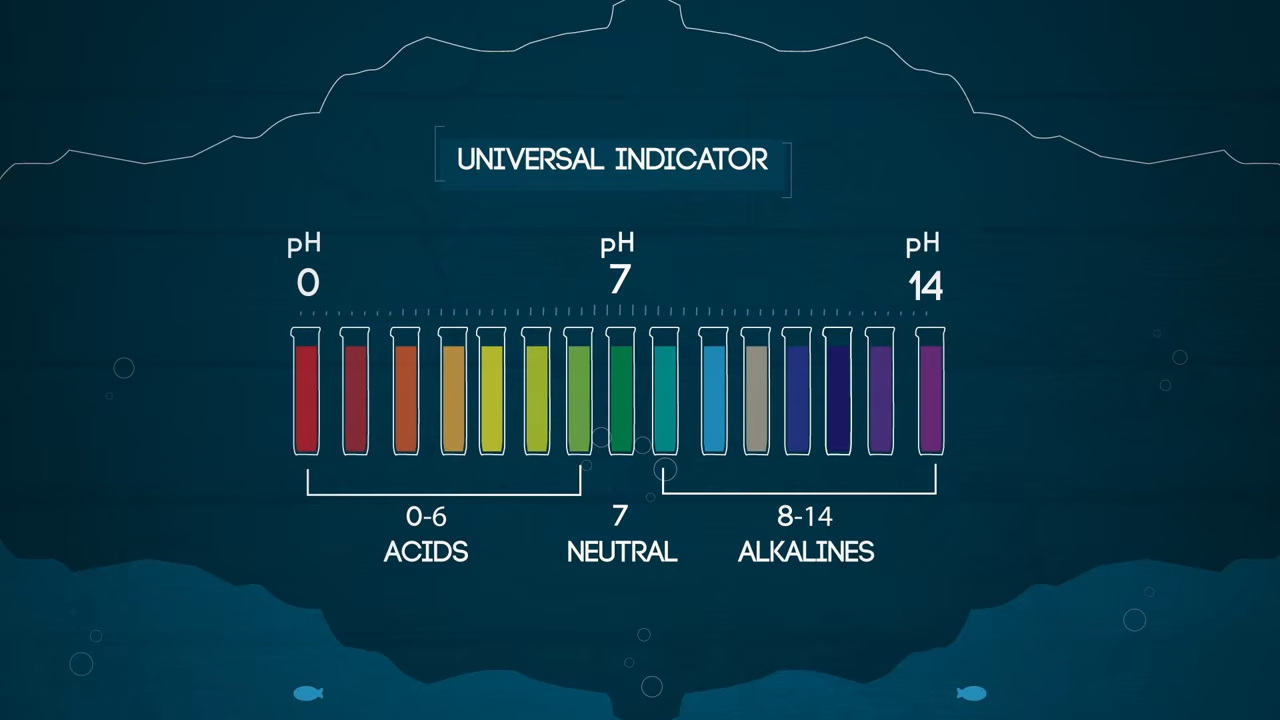 UNIVERSAL INDICATOR
pH pH pH
0 7 14
0-6 7 8-14
ACIDS NEUTRAL ALKALINES